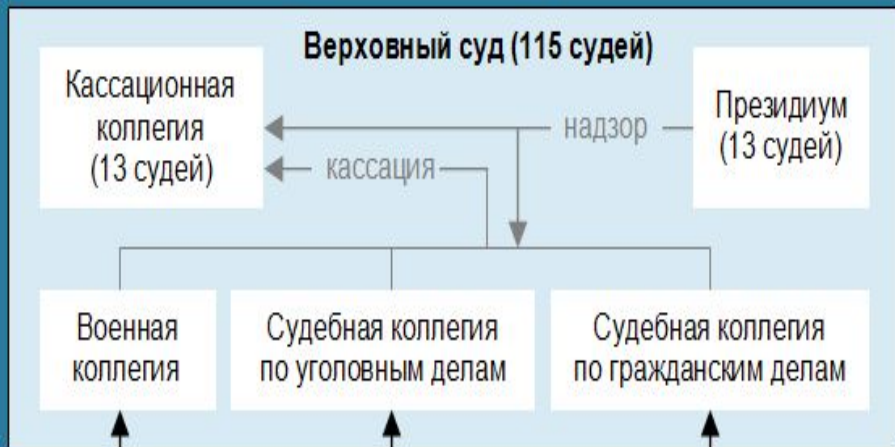 Верховный суд (115 судей)
Кассационная
коллегия
(13 судей)
надзор
кассация
Президиум
(13 судей)
Военная
коллегия
Судебная коллегия
по уголовным делам
Судебная коллегия
по гражданским делам